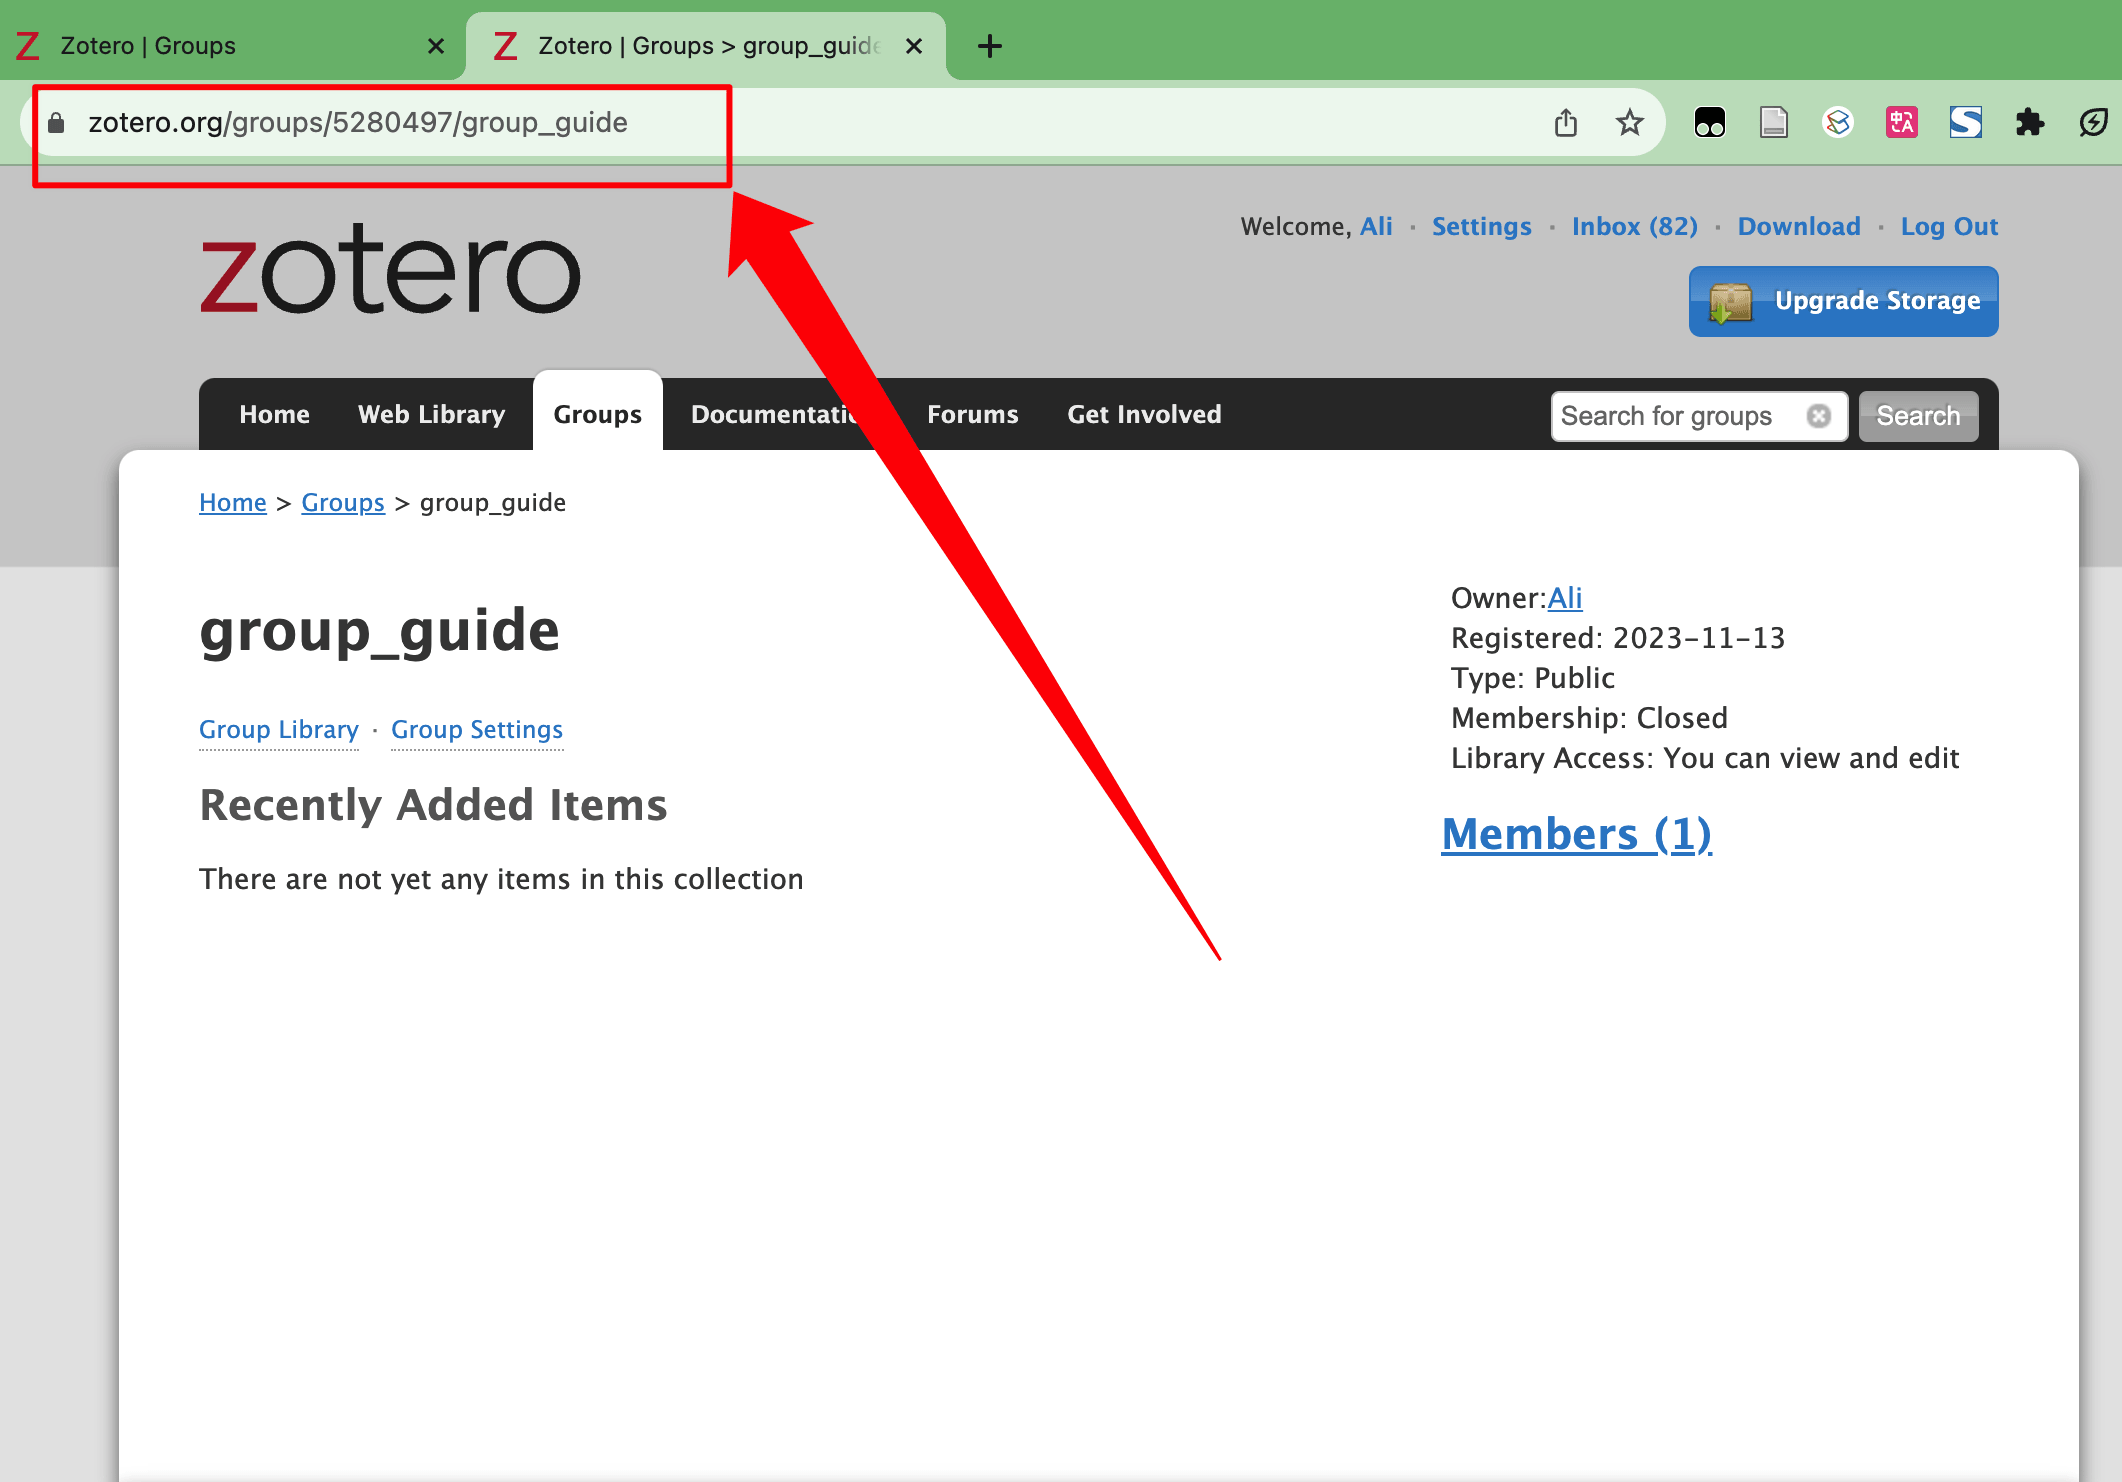 Zotero | Groups
Zotero | Groups > group_guide
zotero.org/groups/5280497/group_guide
zotero
Welcome, Ali · Settings · Inbox (82) · Download · Log Out
Upgrade Storage
Home Web Library Groups Forums Get Involved Search for groups Search
Home > Groups > group_guide
group_guide
Group Library · Group Settings
Recently Added Items
There are not yet any items in this collection
Owner:Ali
Registered: 2023-11-13
Type: Public
Membership: Closed
Library Access: You can view and edit
Members (1)